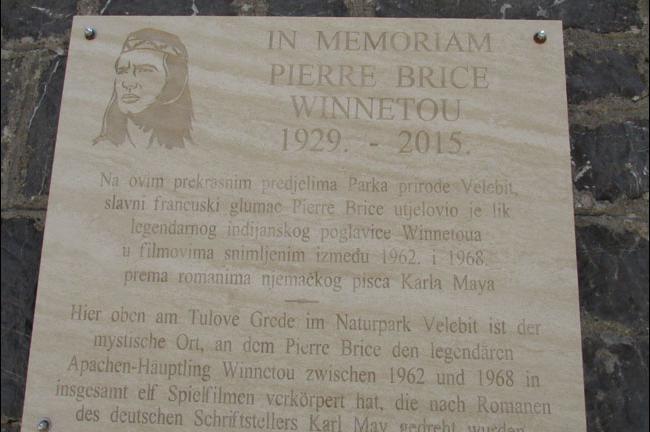 IN MEMORIAM
PIERRE BRICE
WINNETOU
1929. - 2015.
Na ovim prekrasnim predjelima Parka prirode Velebit,
slavni francuski glumac Pierre Brice utjelovio je lik
legendarnog indijanskog poglavice Winnetoua
u filmovima snimljenim između 1962. i 1968.
prema romanima njemačkog pisca Karla Maya
Hier oben am Tulove Grede im Naturpark Velebit ist der
mystische Ort, an dem Pierre Brice den legendären
Apachen-Häuptling Winnetou zwischen 1962 und 1968 in
insgesamt elf Spielfilmen verkörpert hat, die nach Romanen
des deutschen Schriftstellers Karl May gedreht wurden